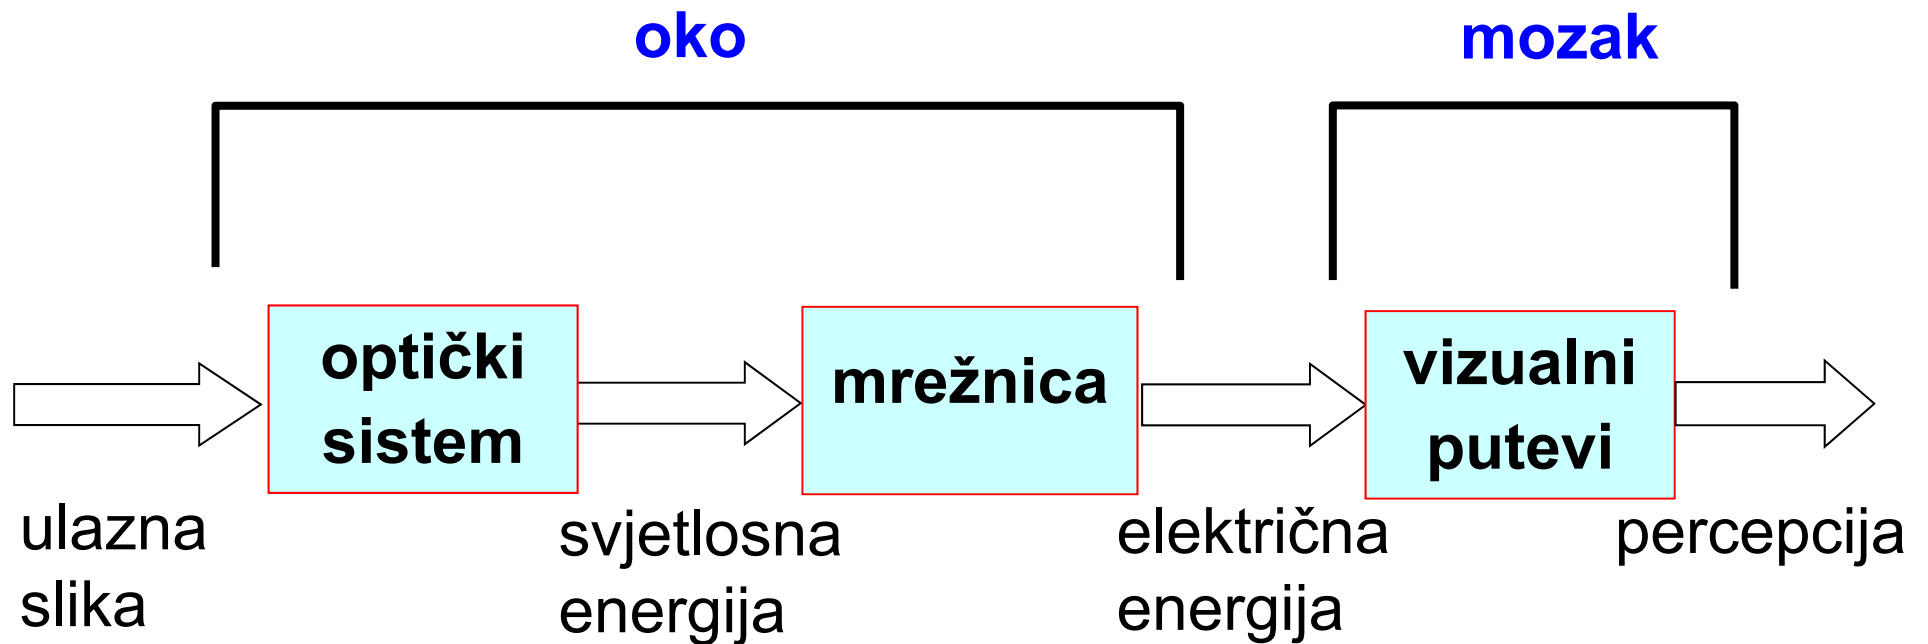 oko
mozak
optički
sistem
mrežnica
vizualni
putevi
ulazna
slika
svjetlosna
energija
električna
energija
percepcija